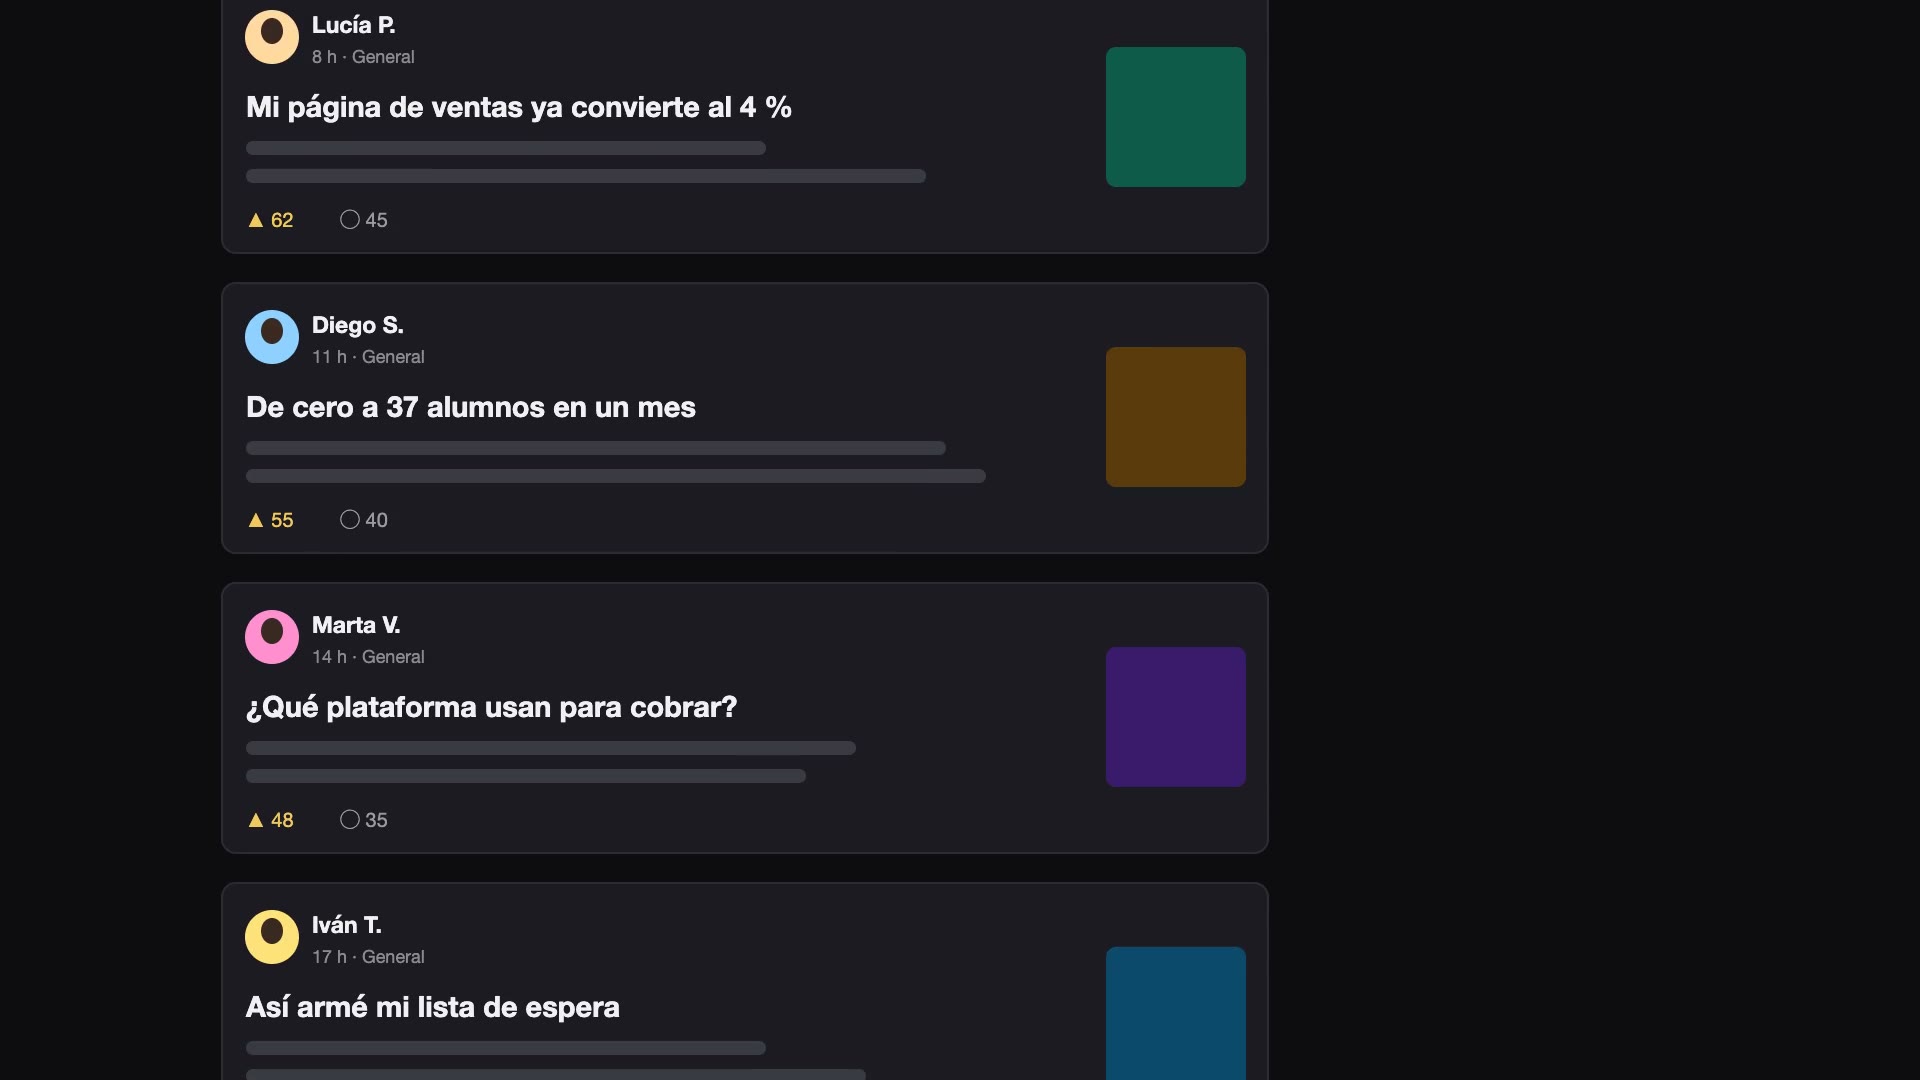 Lucía P.
8 h · General
Mi página de ventas ya convierte al 4 %
▲ 62 ◯ 45
Diego S.
11 h · General
De cero a 37 alumnos en un mes
▲ 55 ◯ 40
Marta V.
14 h · General
¿Qué plataforma usan para cobrar?
▲ 48 ◯ 35
Iván T.
17 h · General
Así armé mi lista de espera